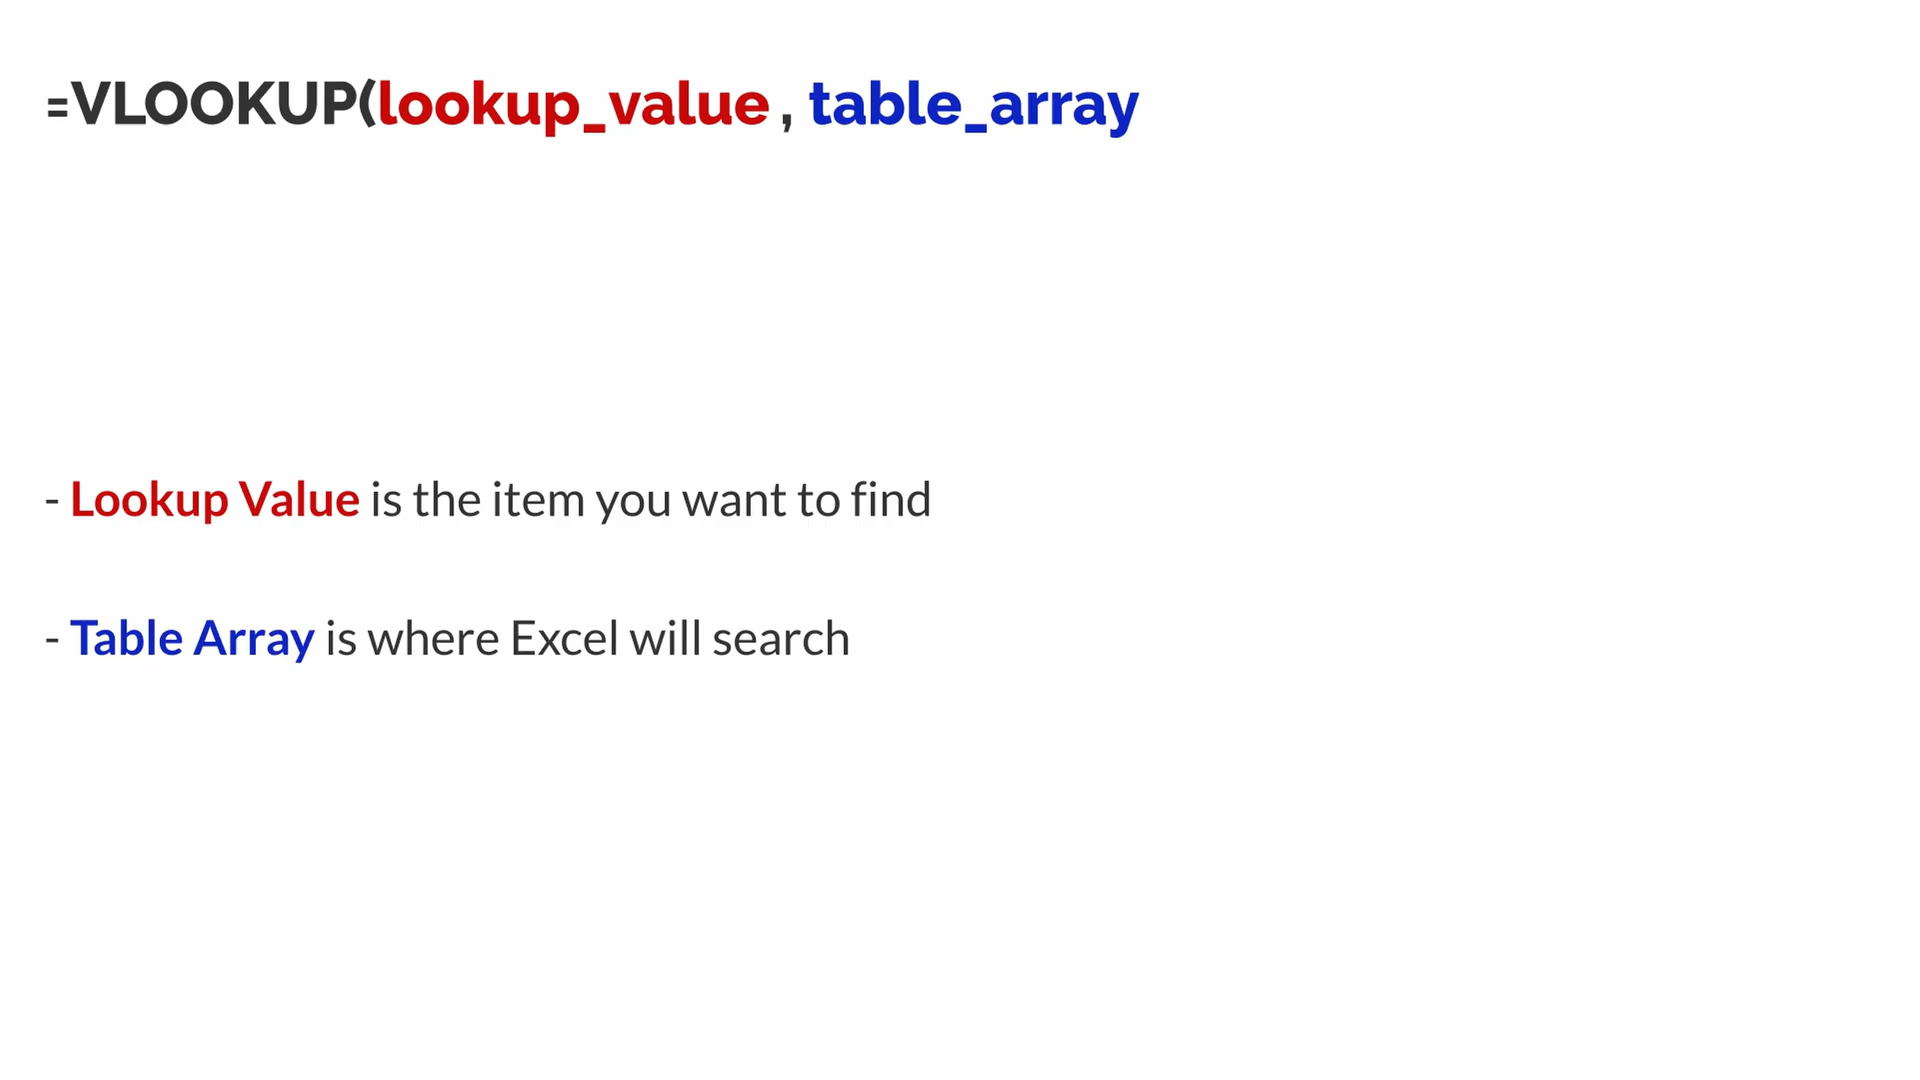 =VLOOKUP(lookup_value , table_array
- Lookup Value is the item you want to find
- Table Array is where Excel will search